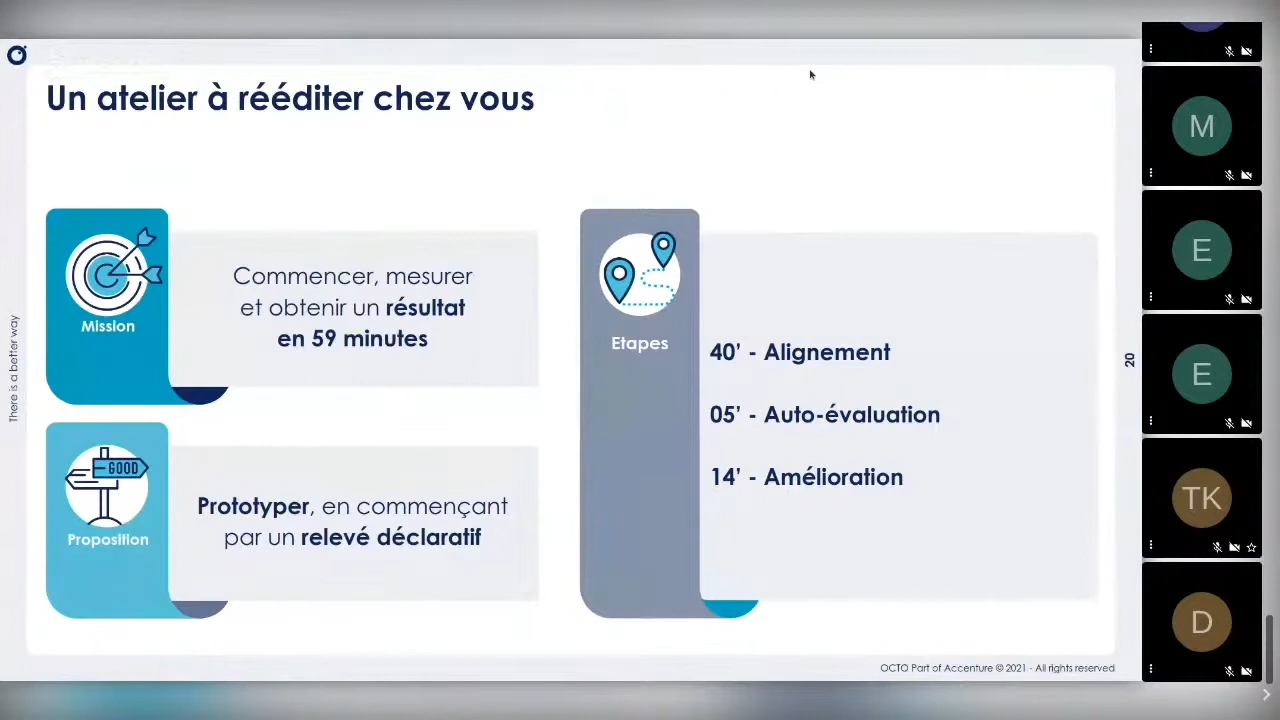 Un atelier à rééditer chez vous
Mission
Commencer, mesurer
et obtenir un résultat
en 59 minutes
GOOD
Proposition
Prototyper, en commençant
par un relevé déclaratif
Etapes
40’ - Alignement
05’ - Auto-évaluation
14’ - Amélioration
There is a better way
20
OCTO Part of Accenture © 2021 - All rights reserved
M
E
E
TK
D